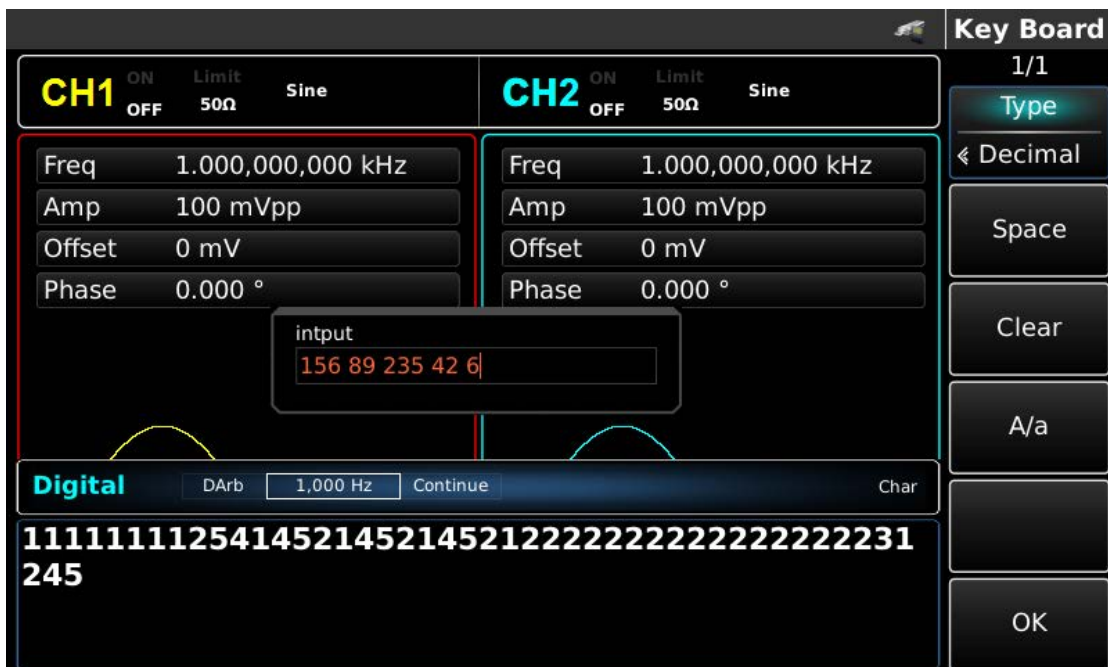 Key Board
1/1
CH1 ON Limit Sine
OFF 50Ω
CH2 ON Limit Sine
OFF 50Ω
Type
« Decimal
Freq 1.000,000,000 kHz
Amp 100 mVpp
Offset 0 mV
Phase 0.000 °
Freq 1.000,000,000 kHz
Amp 100 mVpp
Offset 0 mV
Phase 0.000 °
Space
Clear
intput
156 89 235 42 6
A/a
Digital DArb 1,000 Hz Continue Char
1111111125414521452145212222222222222222231
245
OK